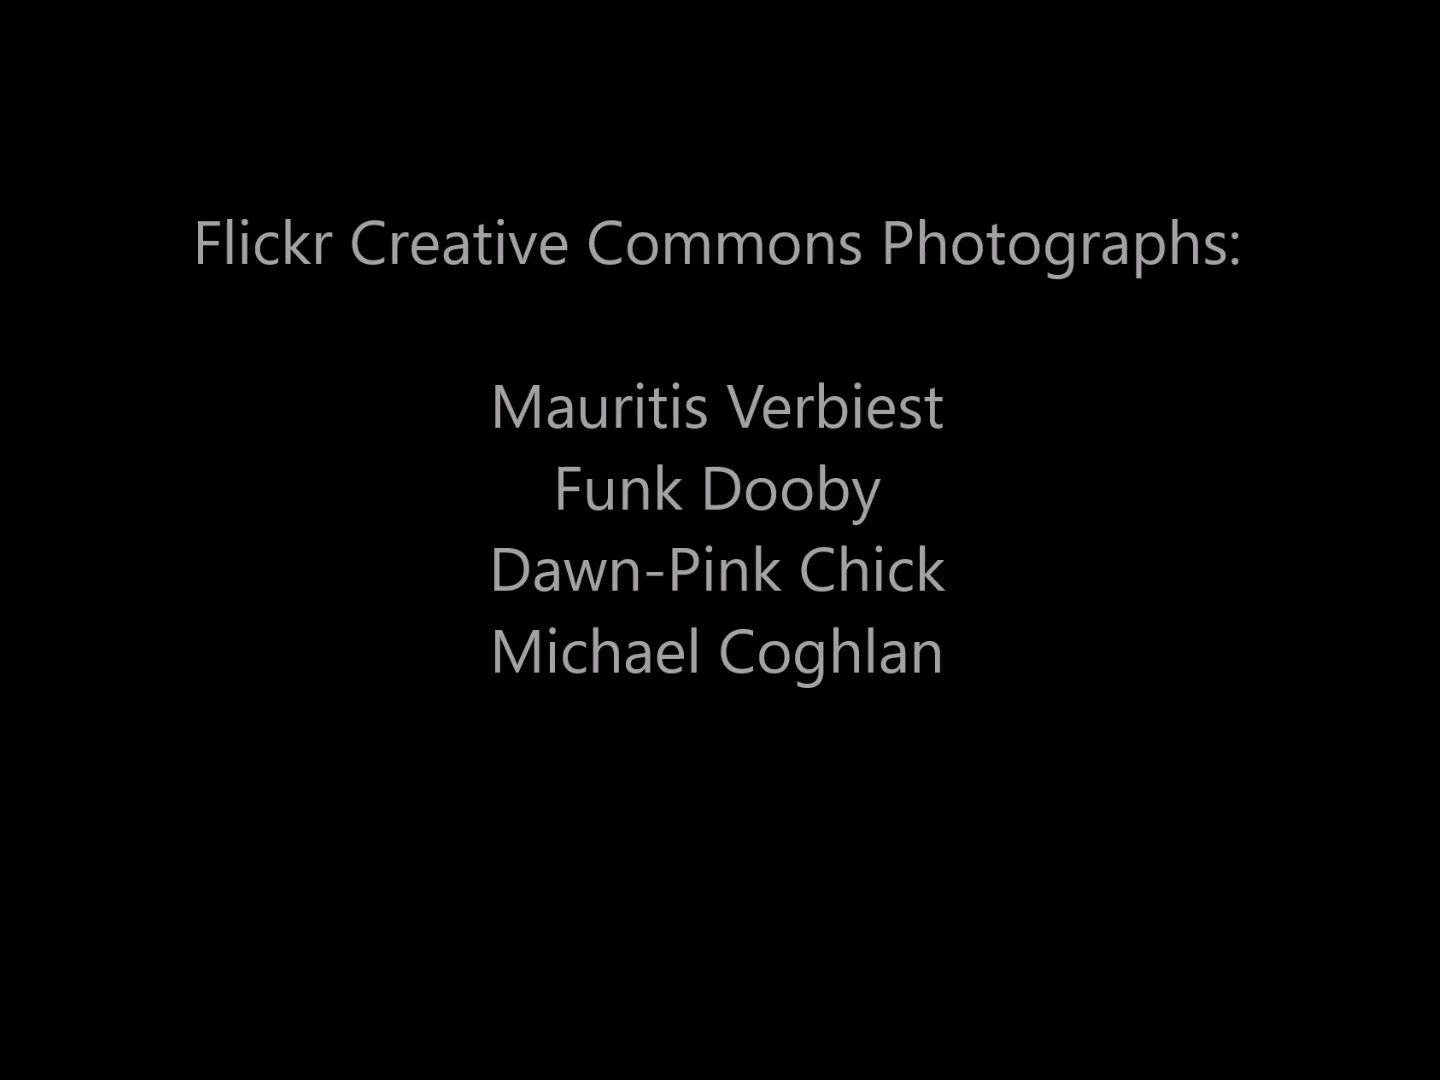 Flickr Creative Commons Photographs:
Mauritis Verbiest
Funk Dooby
Dawn-Pink Chick
Michael Coghlan